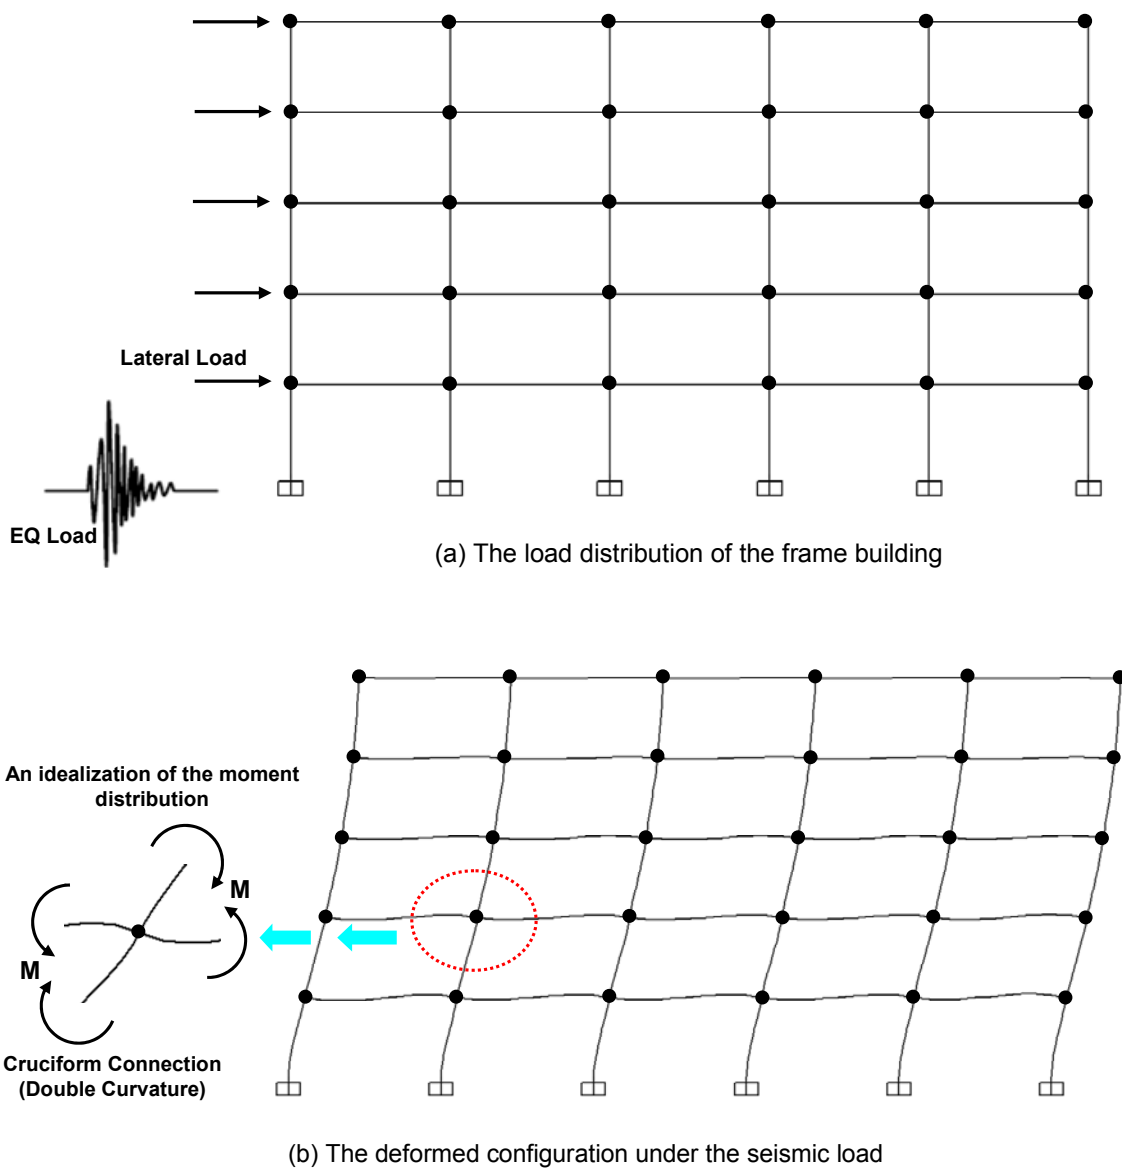 Lateral Load
EQ Load
(a) The load distribution of the frame building
An idealization of the moment
distribution
M
M
Cruciform Connection
(Double Curvature)
(b) The deformed configuration under the seismic load